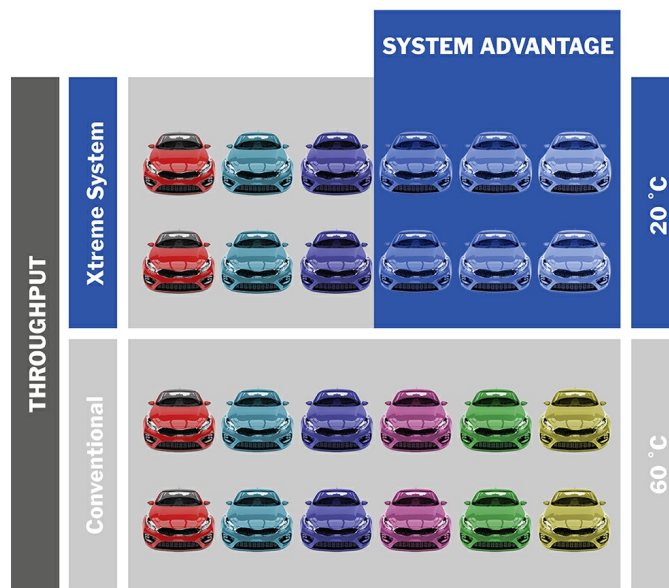 SYSTEM ADVANTAGE
THROUGHPUT
Xtreme System
20 °C
Conventional
60 °C